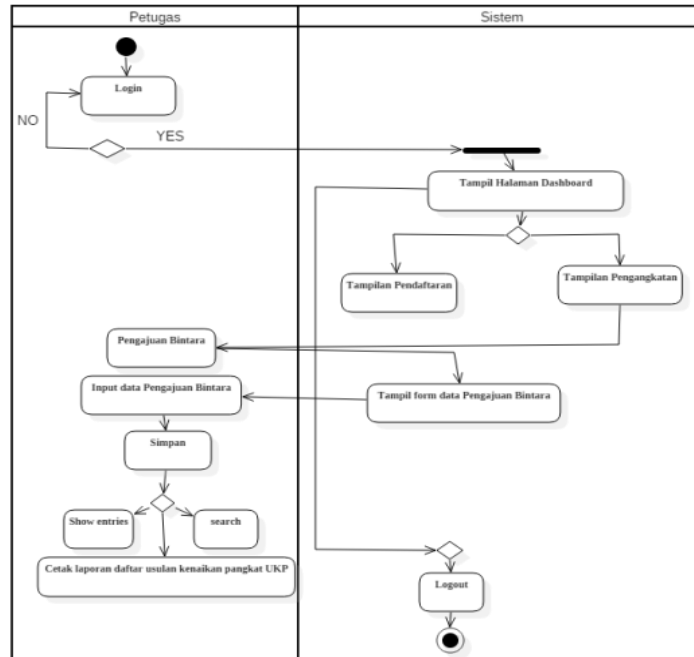 Petugas
Sistem
Login
NO
YES
Tampil Halaman Dashboard
Tampilan Pendaftaran
Tampilan Pengangkatan
Pengajuan Bintara
Input data Pengajuan Bintara
Tampil form data Pengajuan Bintara
Simpan
Show entries
search
Cetak laporan daftar usulan kenaikan pangkat UKP
Logout